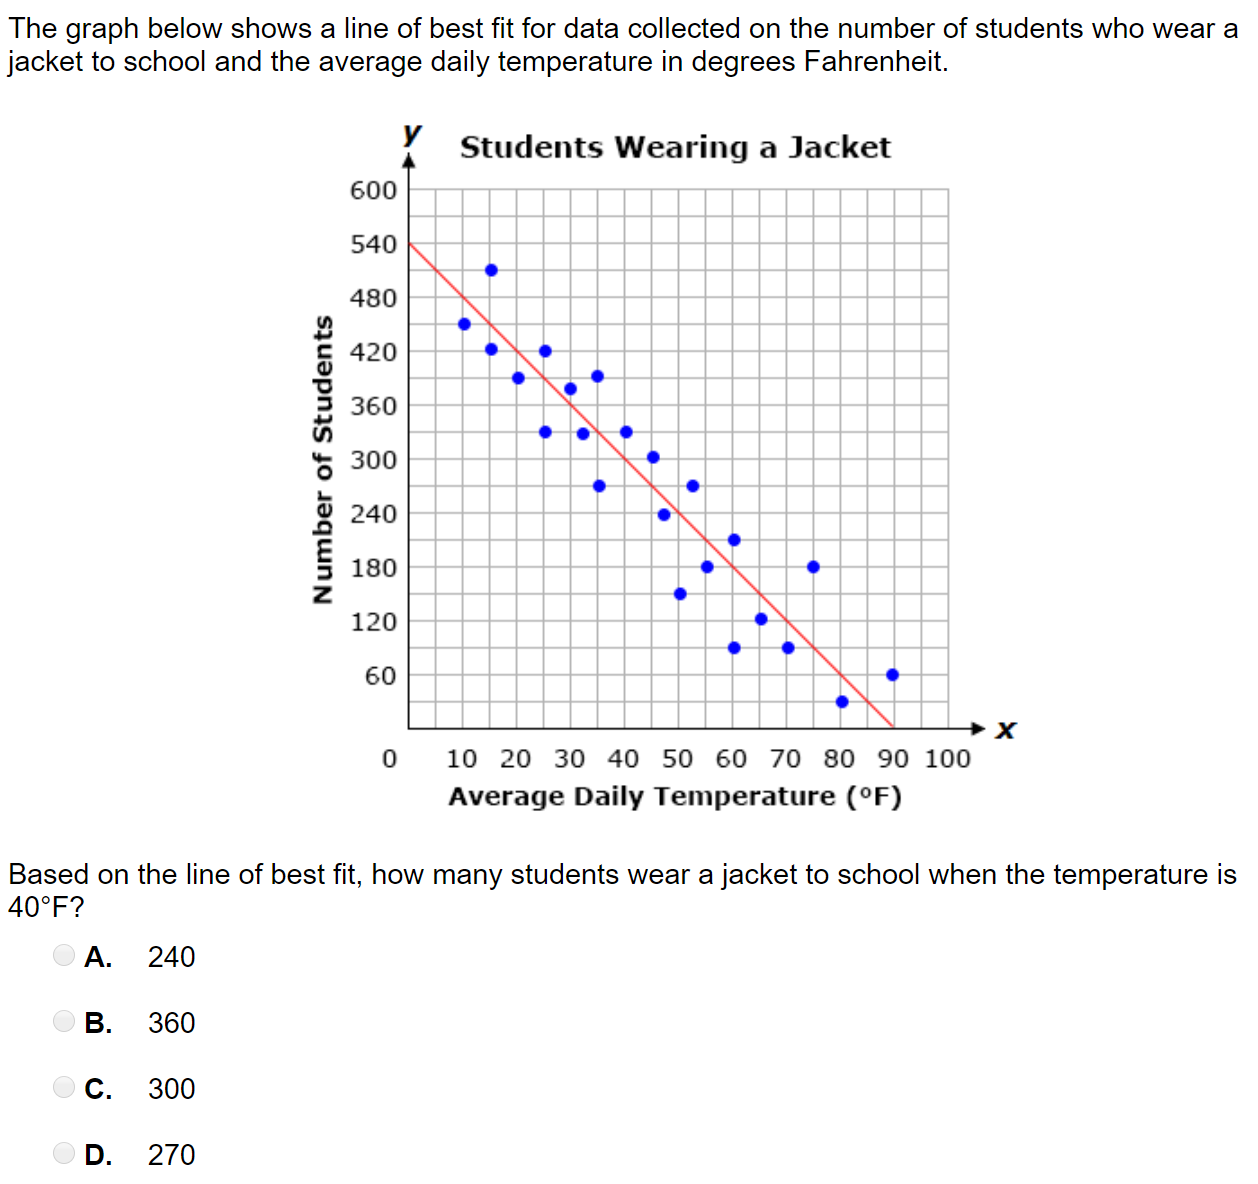 The graph below shows a line of best fit for data collected on the number of students who wear a
jacket to school and the average daily temperature in degrees Fahrenheit.
y
Students Wearing a Jacket
600
540
480
420
360
300
240
180
120
60
Number of Students
x
0 10 20 30 40 50 60 70 80 90 100
Average Daily Temperature (°F)
Based on the line of best fit, how many students wear a jacket to school when the temperature is
40°F?
A. 240
B. 360
C. 300
D. 270